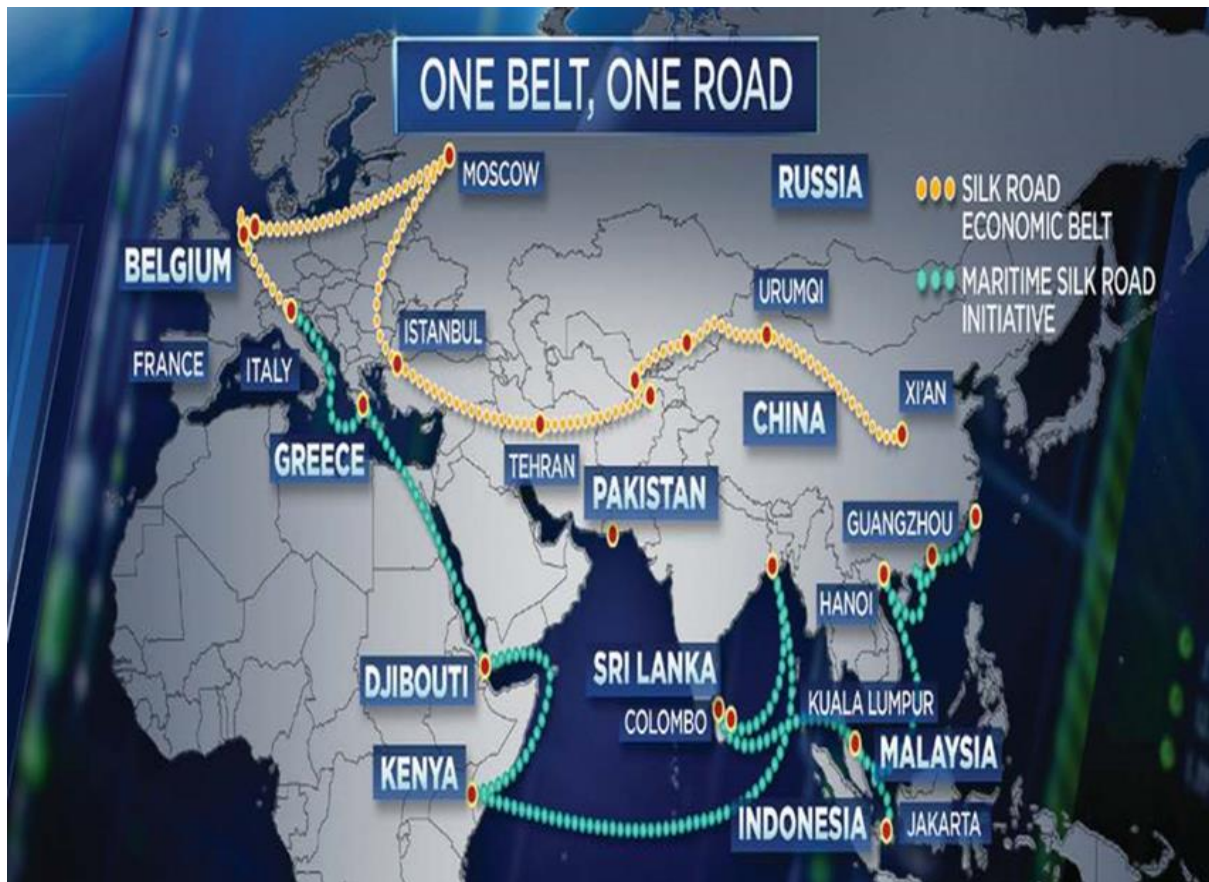 ONE BELT, ONE ROAD
MOSCOW
RUSSIA
SILK ROAD
ECONOMIC BELT
BELGIUM
URUMQI
MARITIME SILK ROAD
INITIATIVE
ISTANBUL
FRANCE
ITALY
XI'AN
CHINA
GREECE
TEHRAN
PAKISTAN
GUANGZHOU
HANOI
DJIBOUTI
SRI LANKA
COLOMBO
KUALA LUMPUR
MALAYSIA
KENYA
INDONESIA
JAKARTA